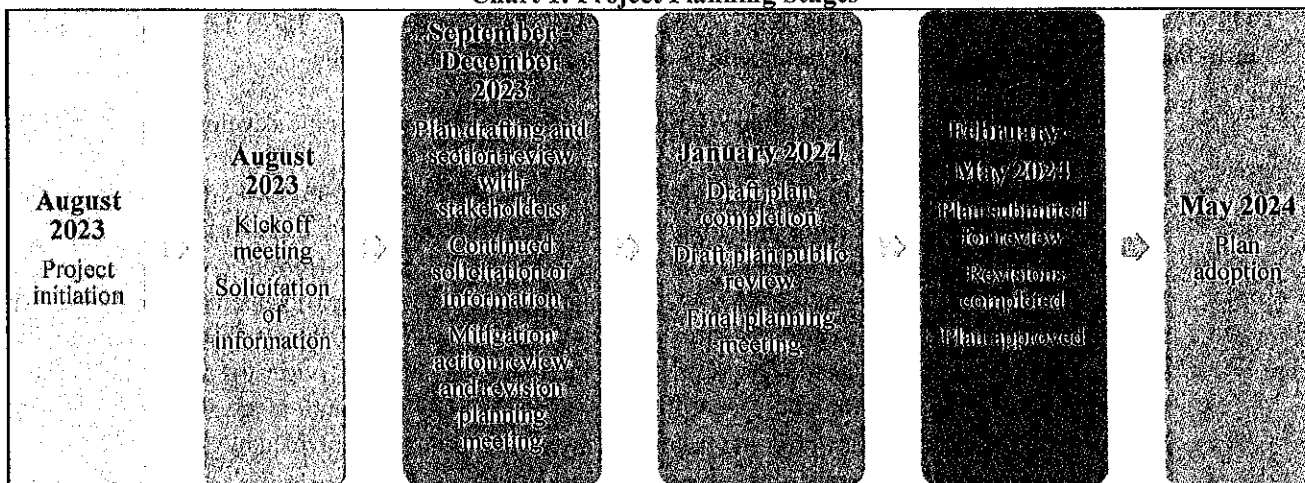 Chart 1: Project Planning Stages
August
2023
Project
initiation
August
2023
Kickoff
meeting
Solicitation
of
information
September -
December
2023
Plan drafting and
section review
with
stakeholders
Continued
solicitation of
information
Mitigation
action review
and revision
planning
meeting
January 2024
Draft plan
completion
Draft plan public
review
Final planning
meeting
February -
May 2024
Plan submitted
for review
Revisions
completed
Plan approved
May 2024
Plan
adoption